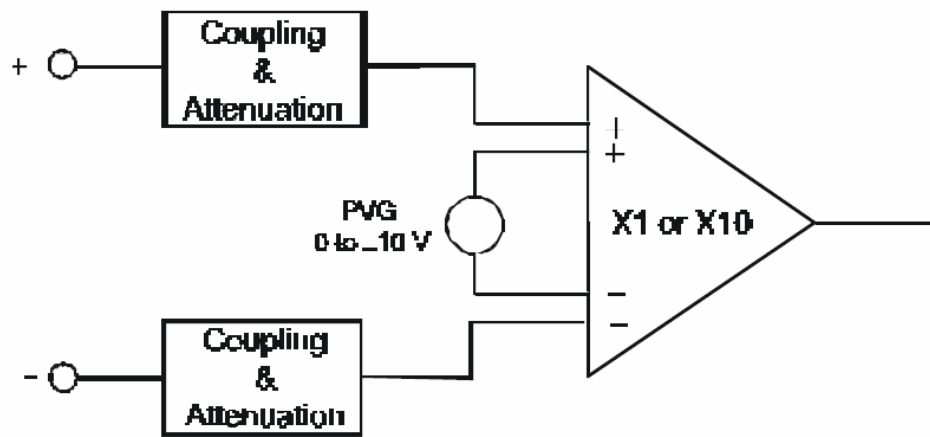 Coupling
&
Attenuation
+
+
+
PVG
0 to 10 V
X1 or X10
−
−
Coupling
&
Attenuation
-